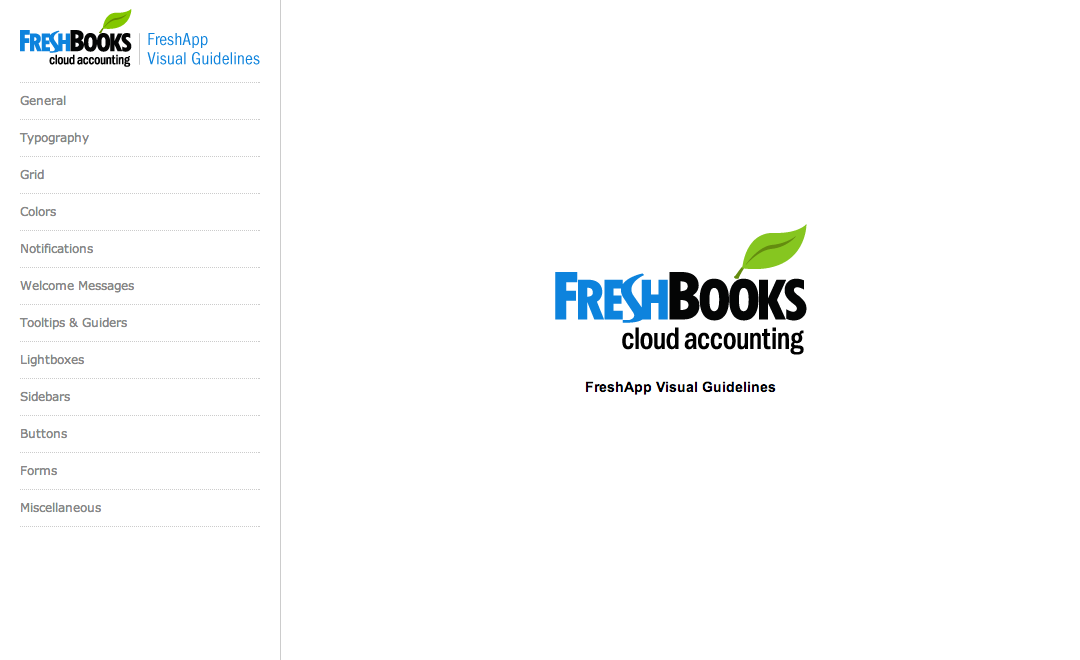 FRESHBOOKS
cloud accounting
FreshApp
Visual Guidelines
General
Typography
Grid
Colors
Notifications
Welcome Messages
Tooltips & Guiders
Lightboxes
Sidebars
Buttons
Forms
Miscellaneous
FRESHBOOKS
cloud accounting
FreshApp Visual Guidelines